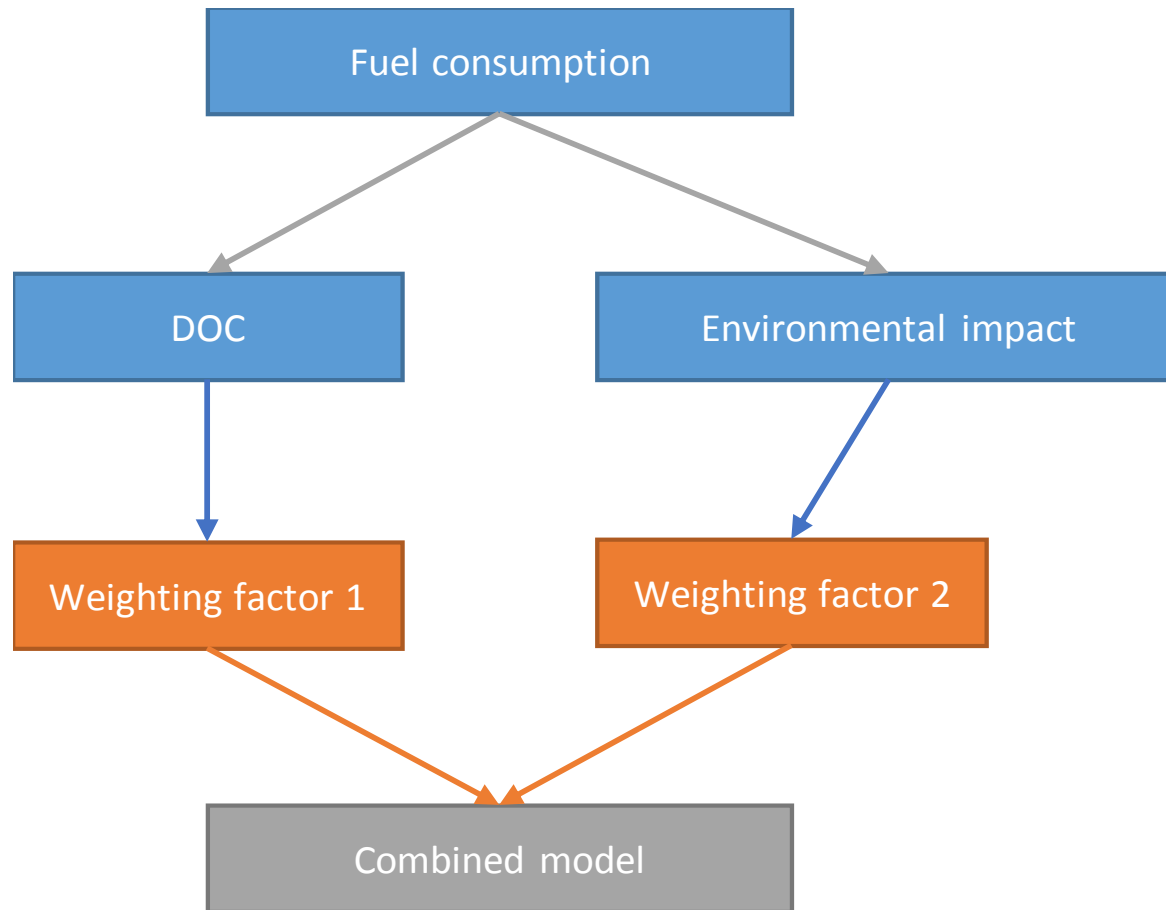 Fuel consumption
DOC
Environmental impact
Weighting factor 1
Weighting factor 2
Combined model